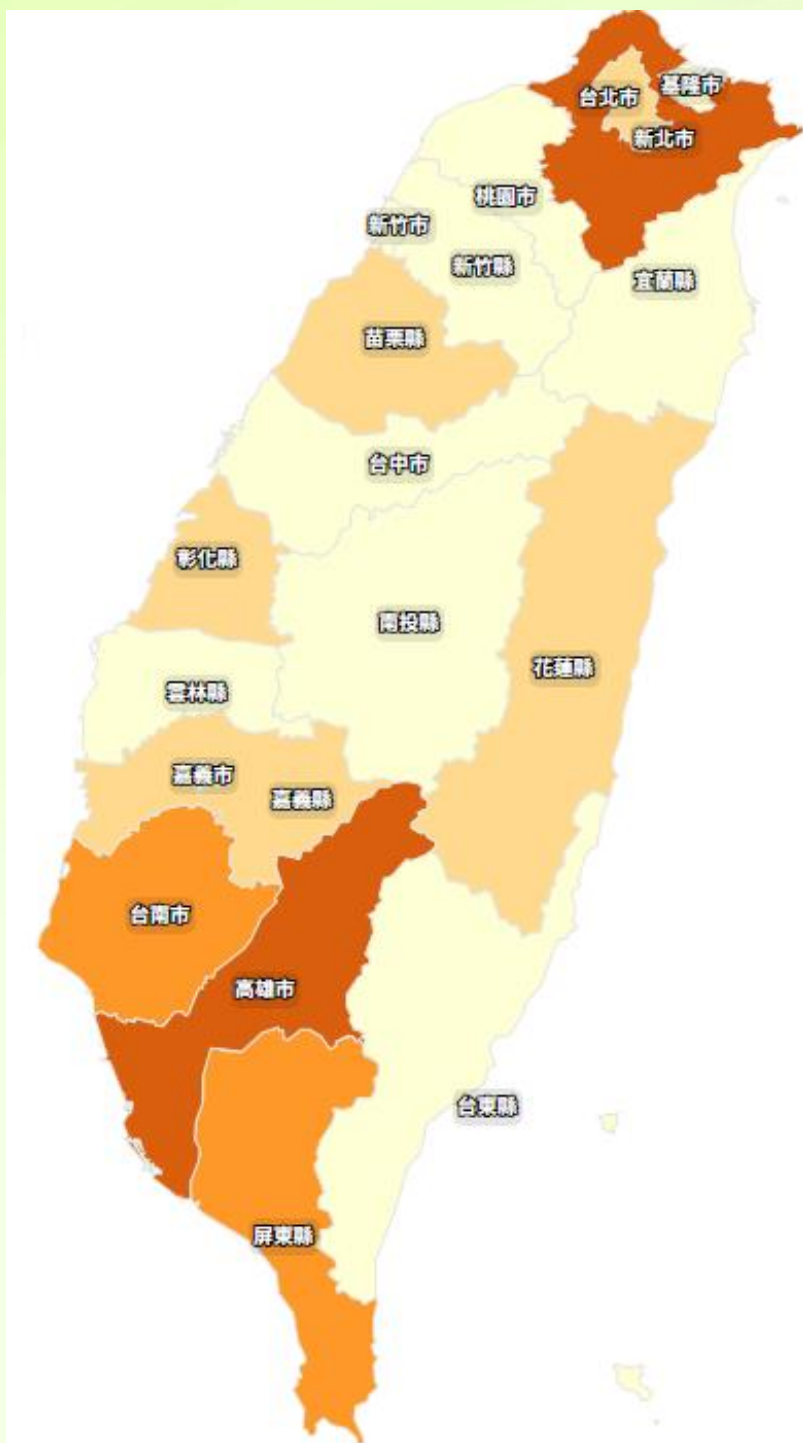 基隆市
台北市
新北市
桃園市
新竹市
新竹縣
宜蘭縣
苗栗縣
台中市
彰化縣
南投縣
花蓮縣
雲林縣
嘉義市
嘉義縣
台南市
高雄市
台東縣
屏東縣